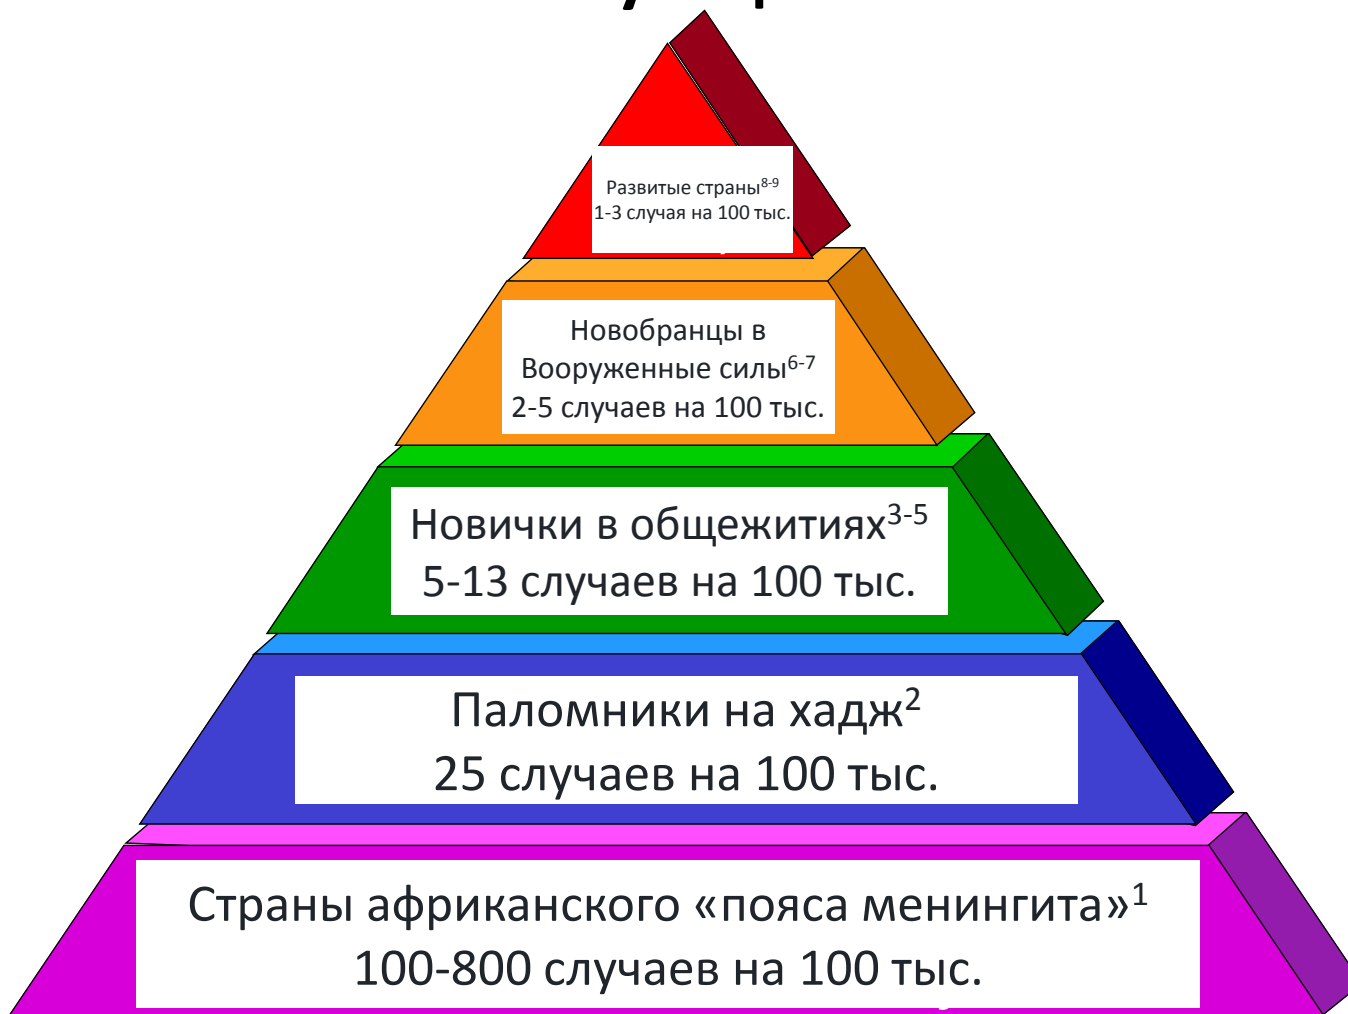 Развитые страны⁸⁻⁹
1-3 случая на 100 тыс.
Новобранцы в
Вооруженные силы⁶⁻⁷
2-5 случаев на 100 тыс.
Новички в общежитиях³⁻⁵
5-13 случаев на 100 тыс.
Паломники на хадж²
25 случаев на 100 тыс.
Страны африканского «пояса менингита»¹
100-800 случаев на 100 тыс.